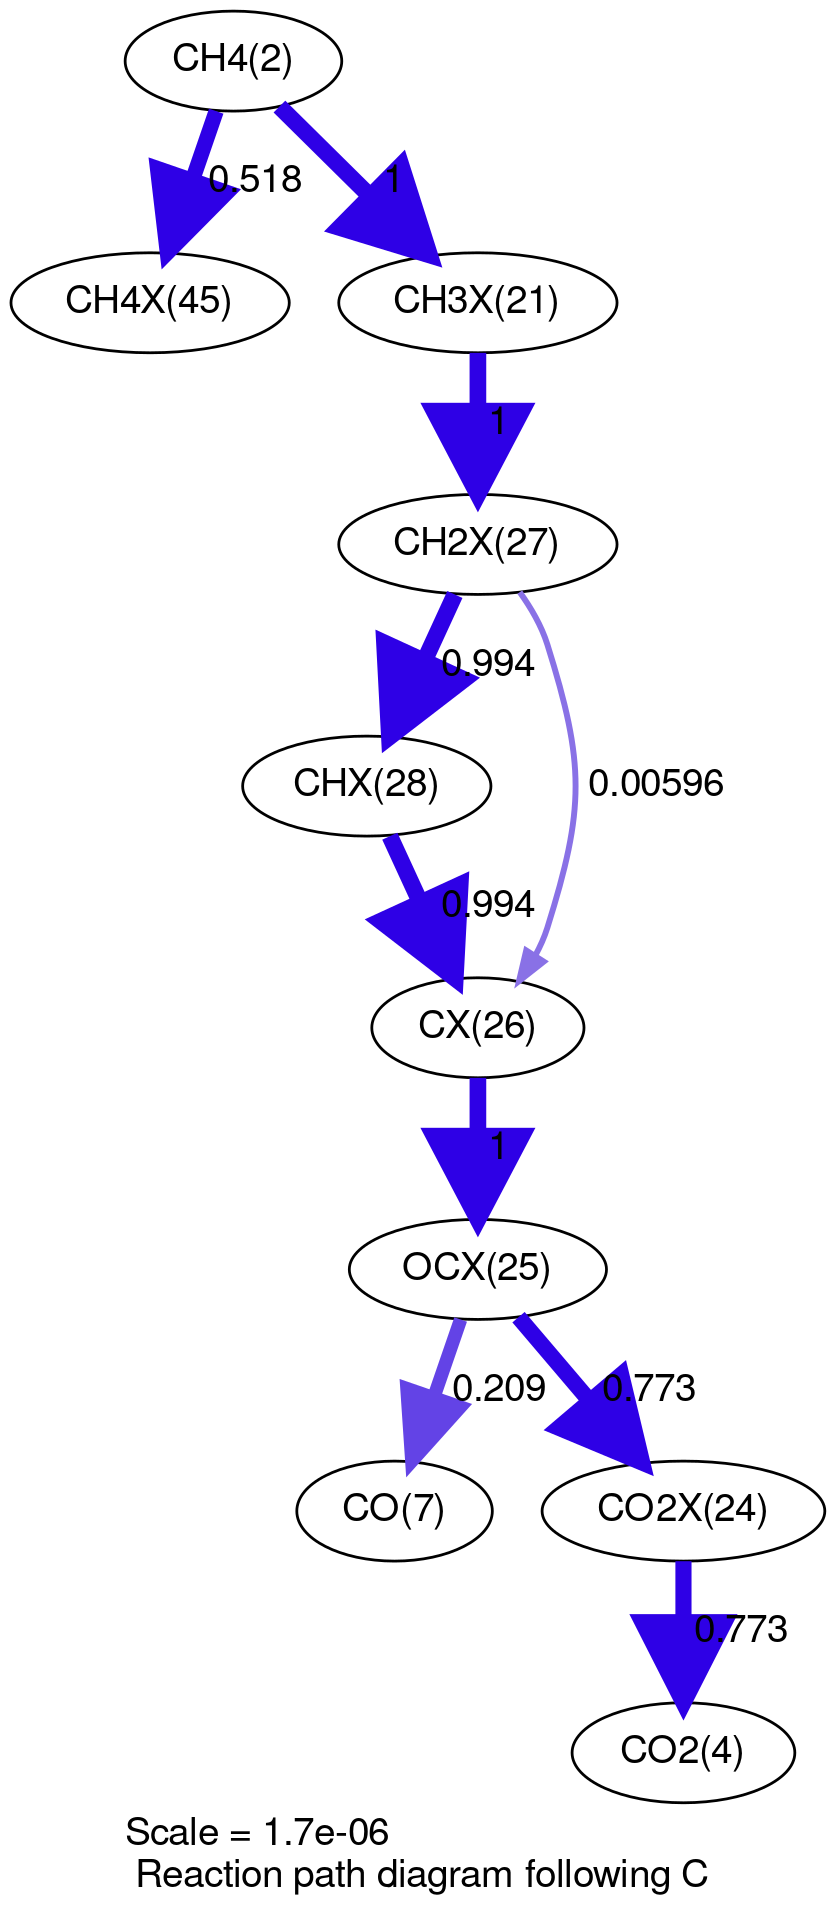 CH4(2)
0.518
1
CH4X(45)
CH3X(21)
1
CH2X(27)
0.994
CHX(28)
0.00596
0.994
CX(26)
1
OCX(25)
0.209
0.773
CO(7)
CO2X(24)
0.773
CO2(4)
Scale = 1.7e-06
Reaction path diagram following C